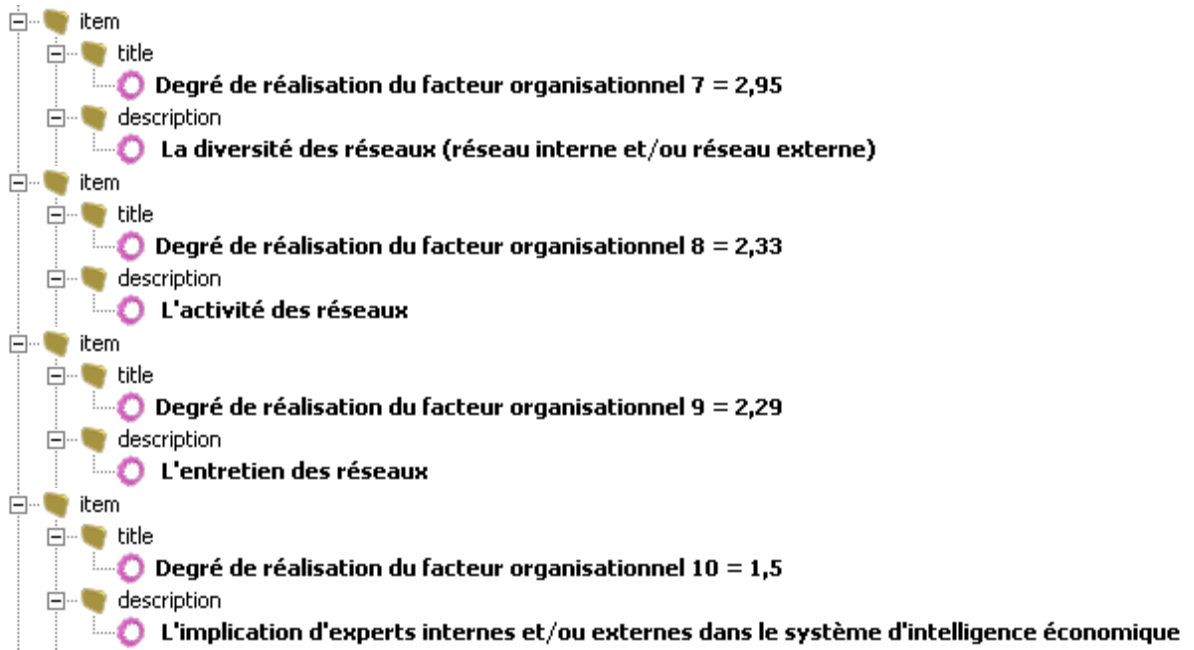 item
title
Degré de réalisation du facteur organisationnel 7 = 2,95
description
La diversité des réseaux (réseau interne et/ou réseau externe)
item
title
Degré de réalisation du facteur organisationnel 8 = 2,33
description
L'activité des réseaux
item
title
Degré de réalisation du facteur organisationnel 9 = 2,29
description
L'entretien des réseaux
item
title
Degré de réalisation du facteur organisationnel 10 = 1,5
description
L'implication d'experts internes et/ou externes dans le système d'intelligence économique